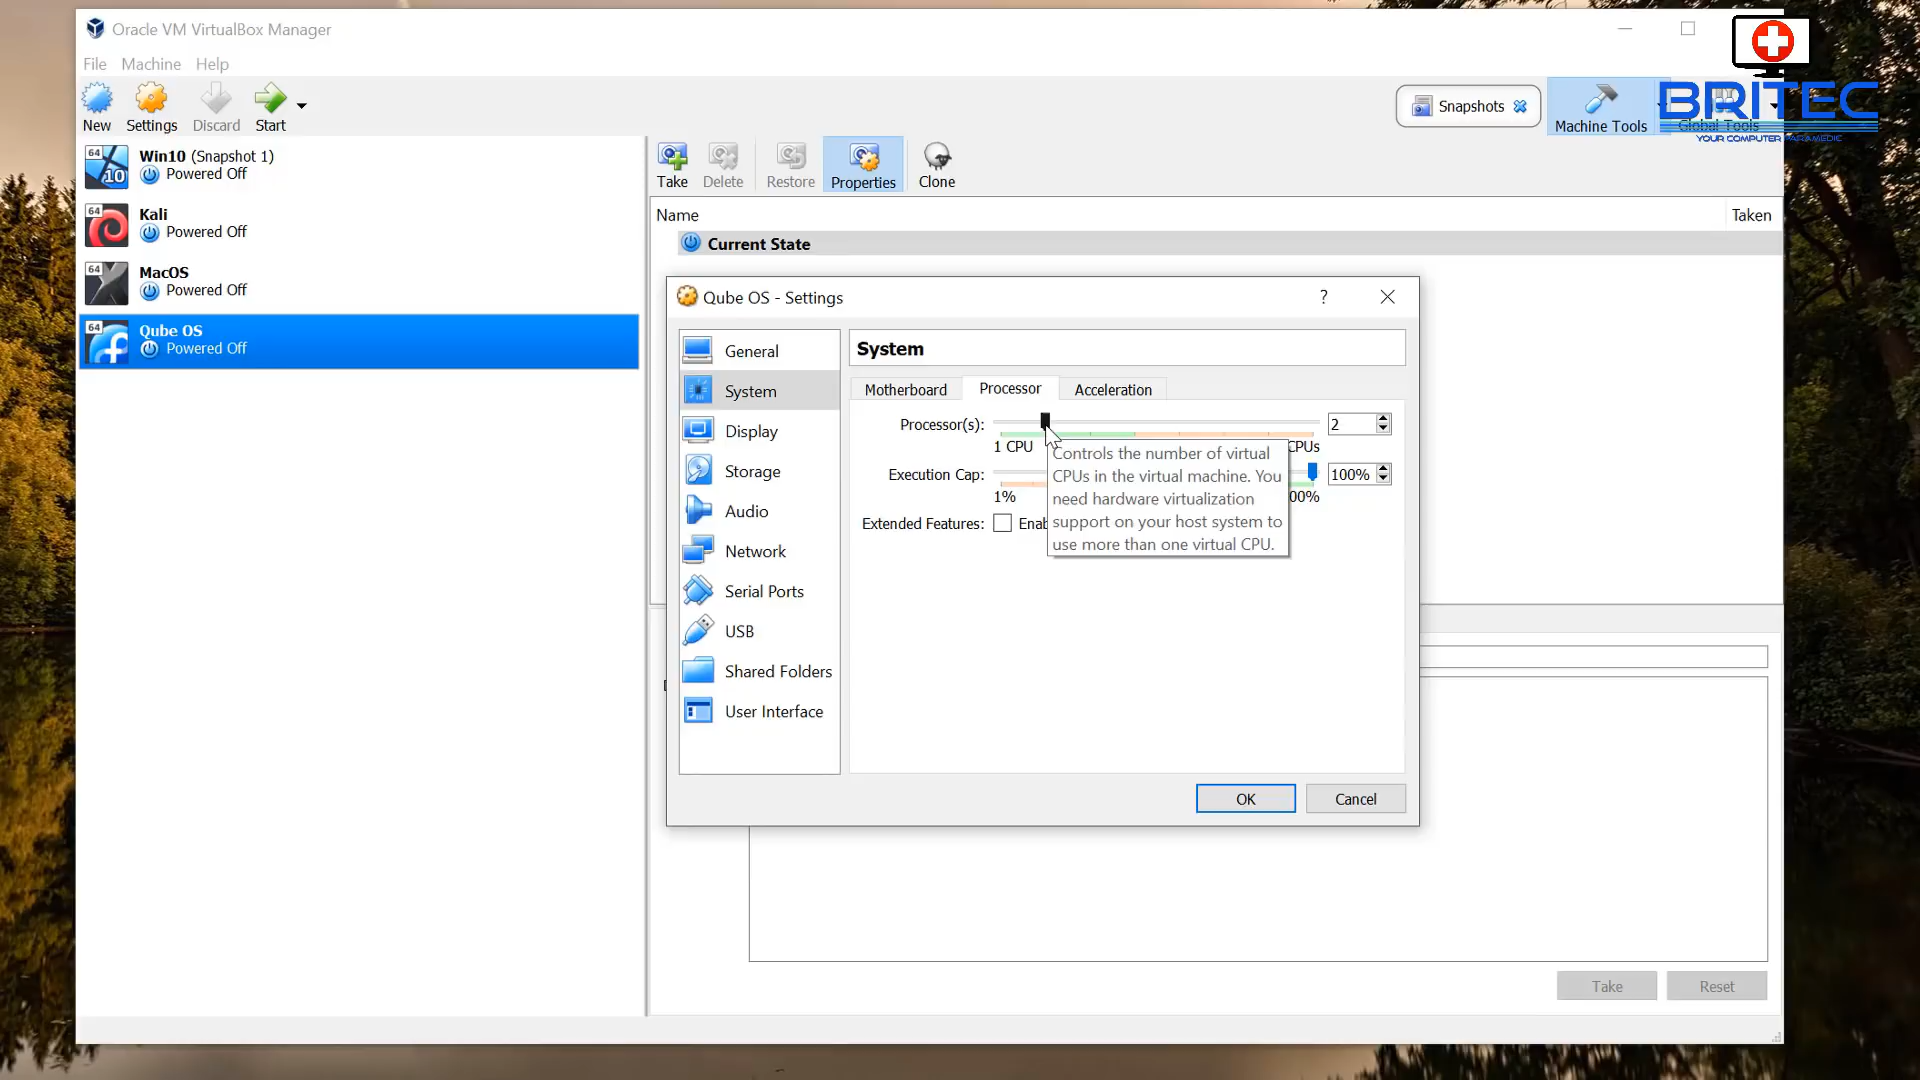 Oracle VM VirtualBox Manager
File Machine Help
New Settings Discard Start
Snapshots
Machine Tools
Global Tools
BRITEC
YOUR COMPUTER PARAMEDIC
64
10
Win10 (Snapshot 1)
Powered Off
64
Kali
Powered Off
64
MacOS
Powered Off
64
Qube OS
Powered Off
Take Delete Restore Properties Clone
Name Taken
Current State
Qube OS - Settings
?
General
System
Display
Storage
Audio
Network
Serial Ports
USB
Shared Folders
User Interface
System
Motherboard Processor Acceleration
Processor(s): 2
1 CPU CPUs
Execution Cap: 100%
1% 00%
Extended Features: Enab
Controls the number of virtual
CPUs in the virtual machine. You
need hardware virtualization
support on your host system to
use more than one virtual CPU.
OK Cancel
Take Reset